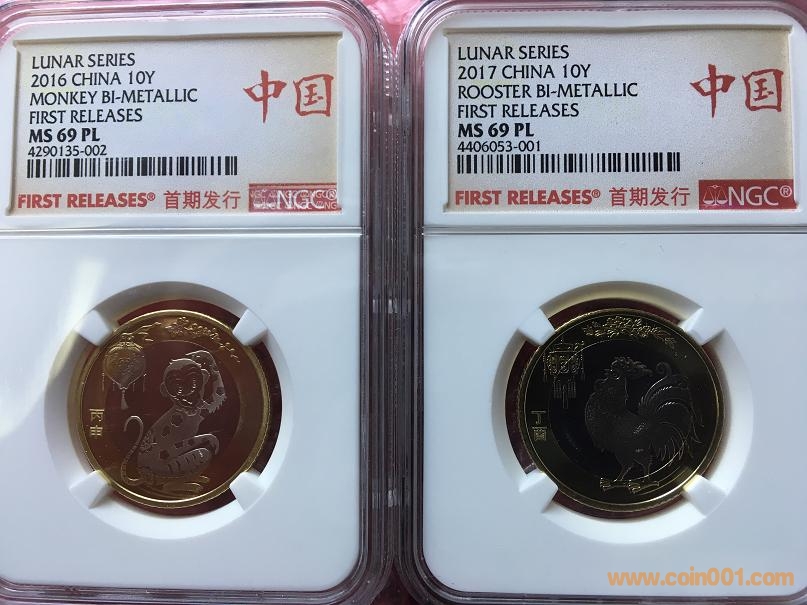 LUNAR SERIES
2016 CHINA 10Y
MONKEY BI-METALLIC
FIRST RELEASES
MS 69 PL
4290135-002
中国
FIRST RELEASES® 首期发行
NGC®
丙申
LUNAR SERIES
2017 CHINA 10Y
ROOSTER BI-METALLIC
FIRST RELEASES
MS 69 PL
4406053-001
中国
FIRST RELEASES® 首期发行
NGC®
丁酉
www.coin001.com